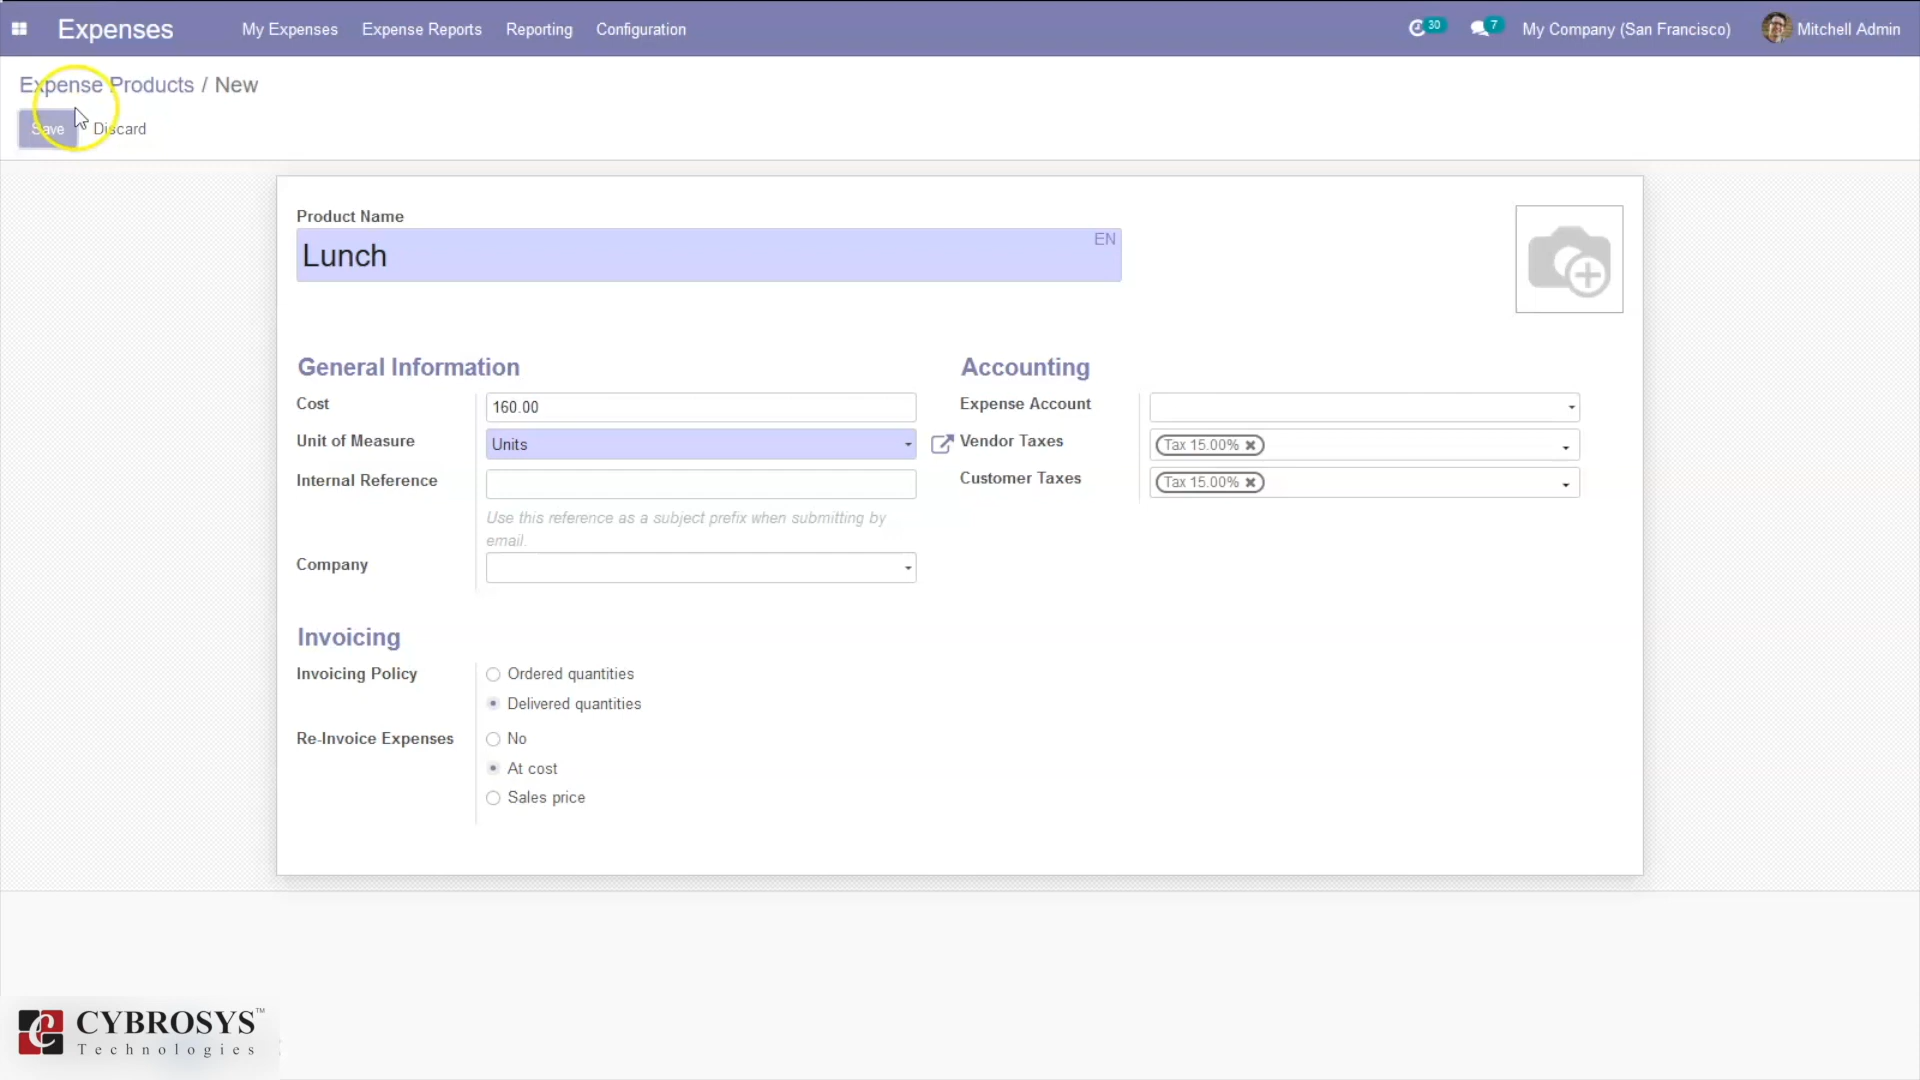 Expenses
My Expenses
Expense Reports
Reporting
Configuration
30
7
My Company (San Francisco)
Mitchell Admin
Expense Products / New
Save
Discard
Product Name
Lunch
EN
General Information
Cost
160.00
Unit of Measure
Units
Internal Reference
Use this reference as a subject prefix when submitting by
email.
Company
Accounting
Expense Account
Vendor Taxes
Tax 15.00%
Customer Taxes
Tax 15.00%
Invoicing
Invoicing Policy
Ordered quantities
Delivered quantities
Re-Invoice Expenses
No
At cost
Sales price
CYBROSYS™
Technologies